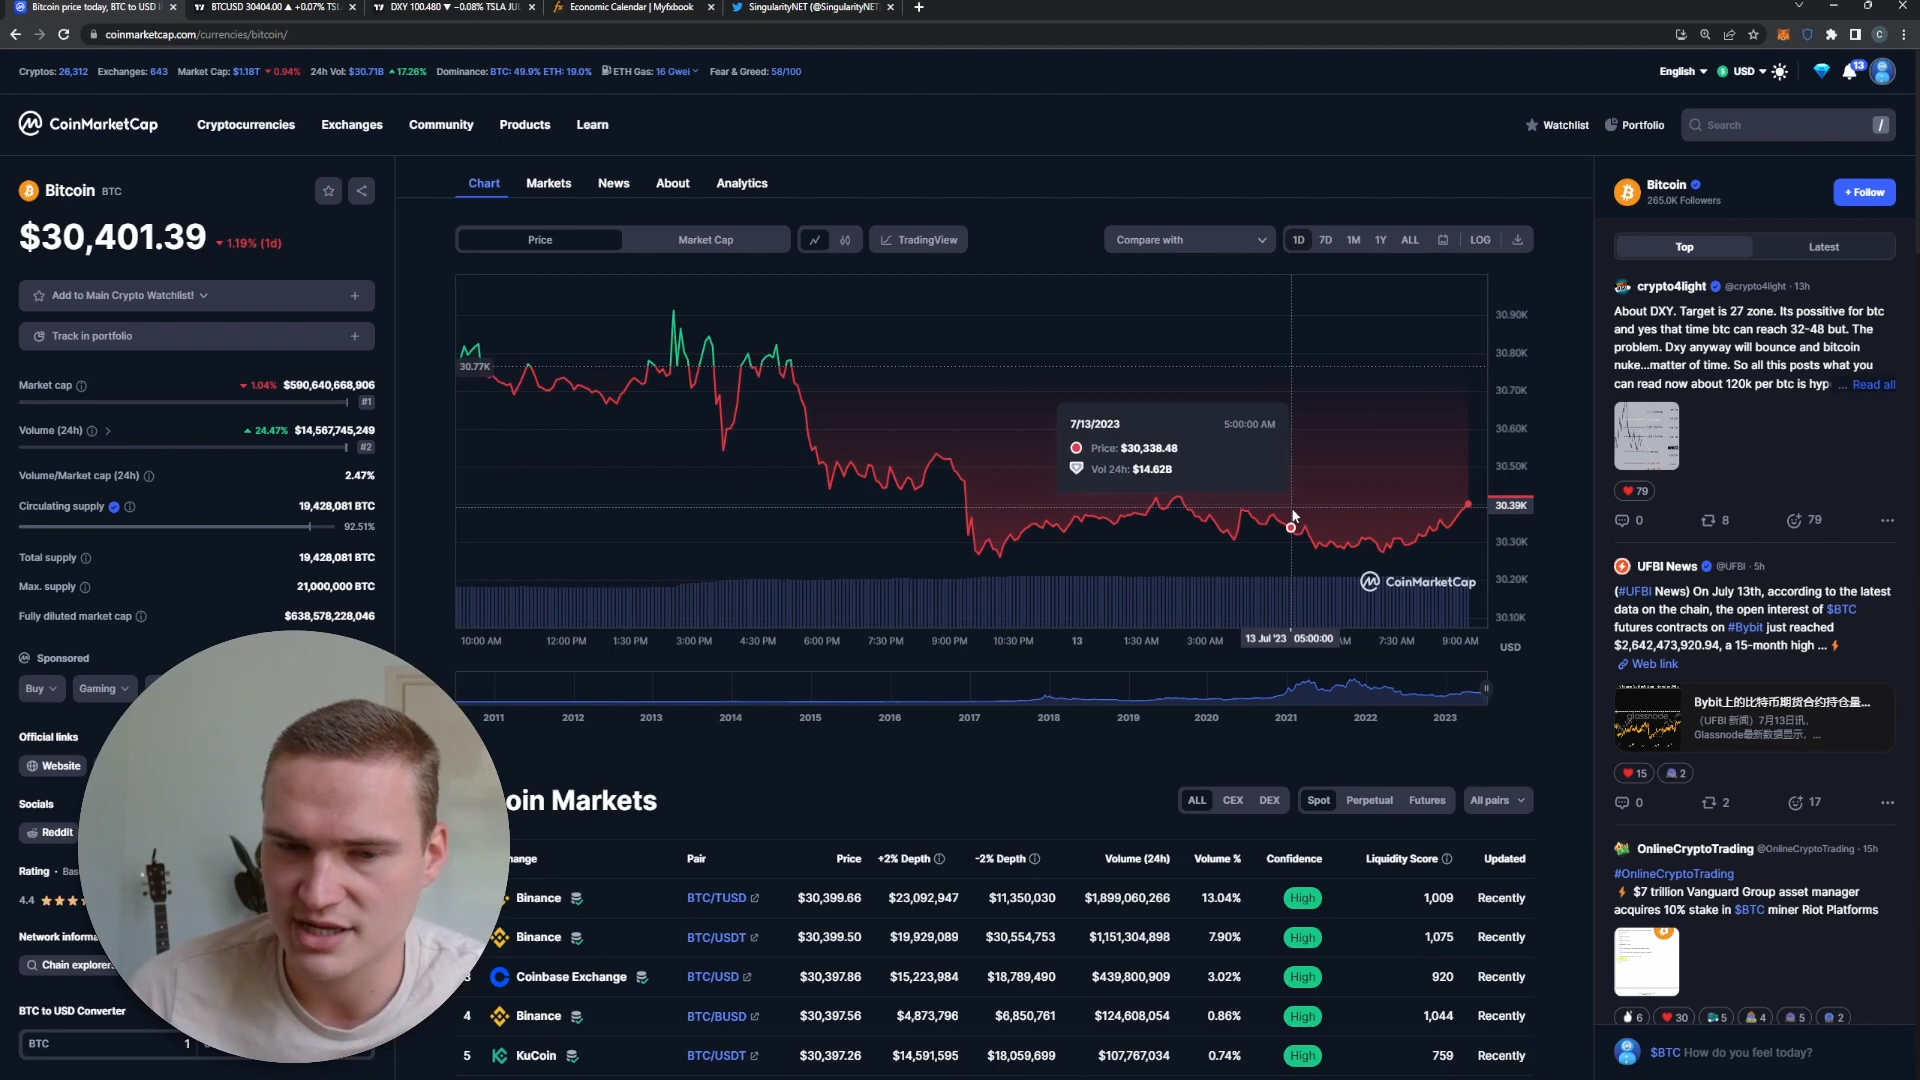 Bitcoin price today, BTC to USD l
BTCUSD 30404.00 ▲ +0.07% TSL
DXY 100.480 ▼ −0.08% TSLA JUL
Economic Calendar | Myfxbook
SingularityNET (@SingularityNET)
coinmarketcap.com/currencies/bitcoin/
Cryptos: 26,312 Exchanges: 643 Market Cap: $1.18T ▼ 0.94% 24h Vol: $30.71B ▲ 17.26% Dominance: BTC: 49.9% ETH: 19.0% ETH Gas: 16 Gwei Fear & Greed: 58/100
English USD 13
CoinMarketCap Cryptocurrencies Exchanges Community Products Learn
Watchlist Portfolio Search /
Bitcoin BTC
$30,401.39 ▼ 1.19% (1d)
Add to Main Crypto Watchlist! +
Track in portfolio +
Market cap ▼ 1.04% $590,640,668,906
#1
Volume (24h) ▲ 24.47% $14,567,745,249
#2
Volume/Market cap (24h) 2.47%
Circulating supply 19,428,081 BTC
92.51%
Total supply 19,428,081 BTC
Max. supply 21,000,000 BTC
Fully diluted market cap $638,578,228,046
Sponsored
Buy Gaming
Official links
Website
Socials
Reddit
Rating · Bas
4.4
Network informa
Chain explorer
BTC to USD Converter
BTC 1
Chart Markets News About Analytics
Price Market Cap TradingView
Compare with 1D 7D 1M 1Y ALL LOG
30.90K
30.80K
30.77K
30.70K
30.60K
30.50K
30.39K
30.30K
30.20K
30.10K
7/13/2023 5:00:00 AM
Price: $30,338.48
Vol 24h: $14.62B
CoinMarketCap
10:00 AM 12:00 PM 1:30 PM 3:00 PM 4:30 PM 6:00 PM 7:30 PM 9:00 PM 10:30 PM 13 1:30 AM 3:00 AM 13 Jul '23 05:00:00 AM 7:30 AM 9:00 AM
USD
2011 2012 2013 2014 2015 2016 2017 2018 2019 2020 2021 2022 2023
oin Markets
ALL CEX DEX Spot Perpetual Futures All pairs
hange Pair Price +2% Depth -2% Depth Volume (24h) Volume % Confidence Liquidity Score Updated
Binance BTC/TUSD $30,399.66 $23,092,947 $11,350,030 $1,899,060,266 13.04% High 1,009 Recently
Binance BTC/USDT $30,399.50 $19,929,089 $30,554,753 $1,151,304,898 7.90% High 1,075 Recently
3 Coinbase Exchange BTC/USD $30,397.86 $15,223,984 $18,789,490 $439,800,909 3.02% High 920 Recently
4 Binance BTC/BUSD $30,397.56 $4,873,796 $6,850,761 $124,608,054 0.86% High 1,044 Recently
5 KuCoin BTC/USDT $30,397.26 $14,591,595 $18,059,699 $107,767,034 0.74% High 759 Recently
Bitcoin
265.0K Followers
+ Follow
Top Latest
crypto4light @crypto4light · 13h
About DXY. Target is 27 zone. Its possitive for btc
and yes that time btc can reach 32-48 but. The
problem. Dxy anyway will bounce and bitcoin
nuke...matter of time. So all this posts what you
can read now about 120k per btc is hyp ... Read all
79
0 8 79
UFBI News @UFBI · 5h
(#UFBI News) On July 13th, according to the latest
data on the chain, the open interest of $BTC
futures contracts on #Bybit just reached
$2,642,473,920.94, a 15-month high ...
Web link
glassnode
Bybit上的比特币期货合约持仓量...
（UFBI 新闻）7月13日讯，
Glassnode最新数据显示，...
15 2
0 2 17
OnlineCryptoTrading @OnlineCryptoTrading · 15h
#OnlineCryptoTrading
$7 trillion Vanguard Group asset manager
acquires 10% stake in $BTC miner Riot Platforms
6 30 5 4 5 2
$BTC How do you feel today?